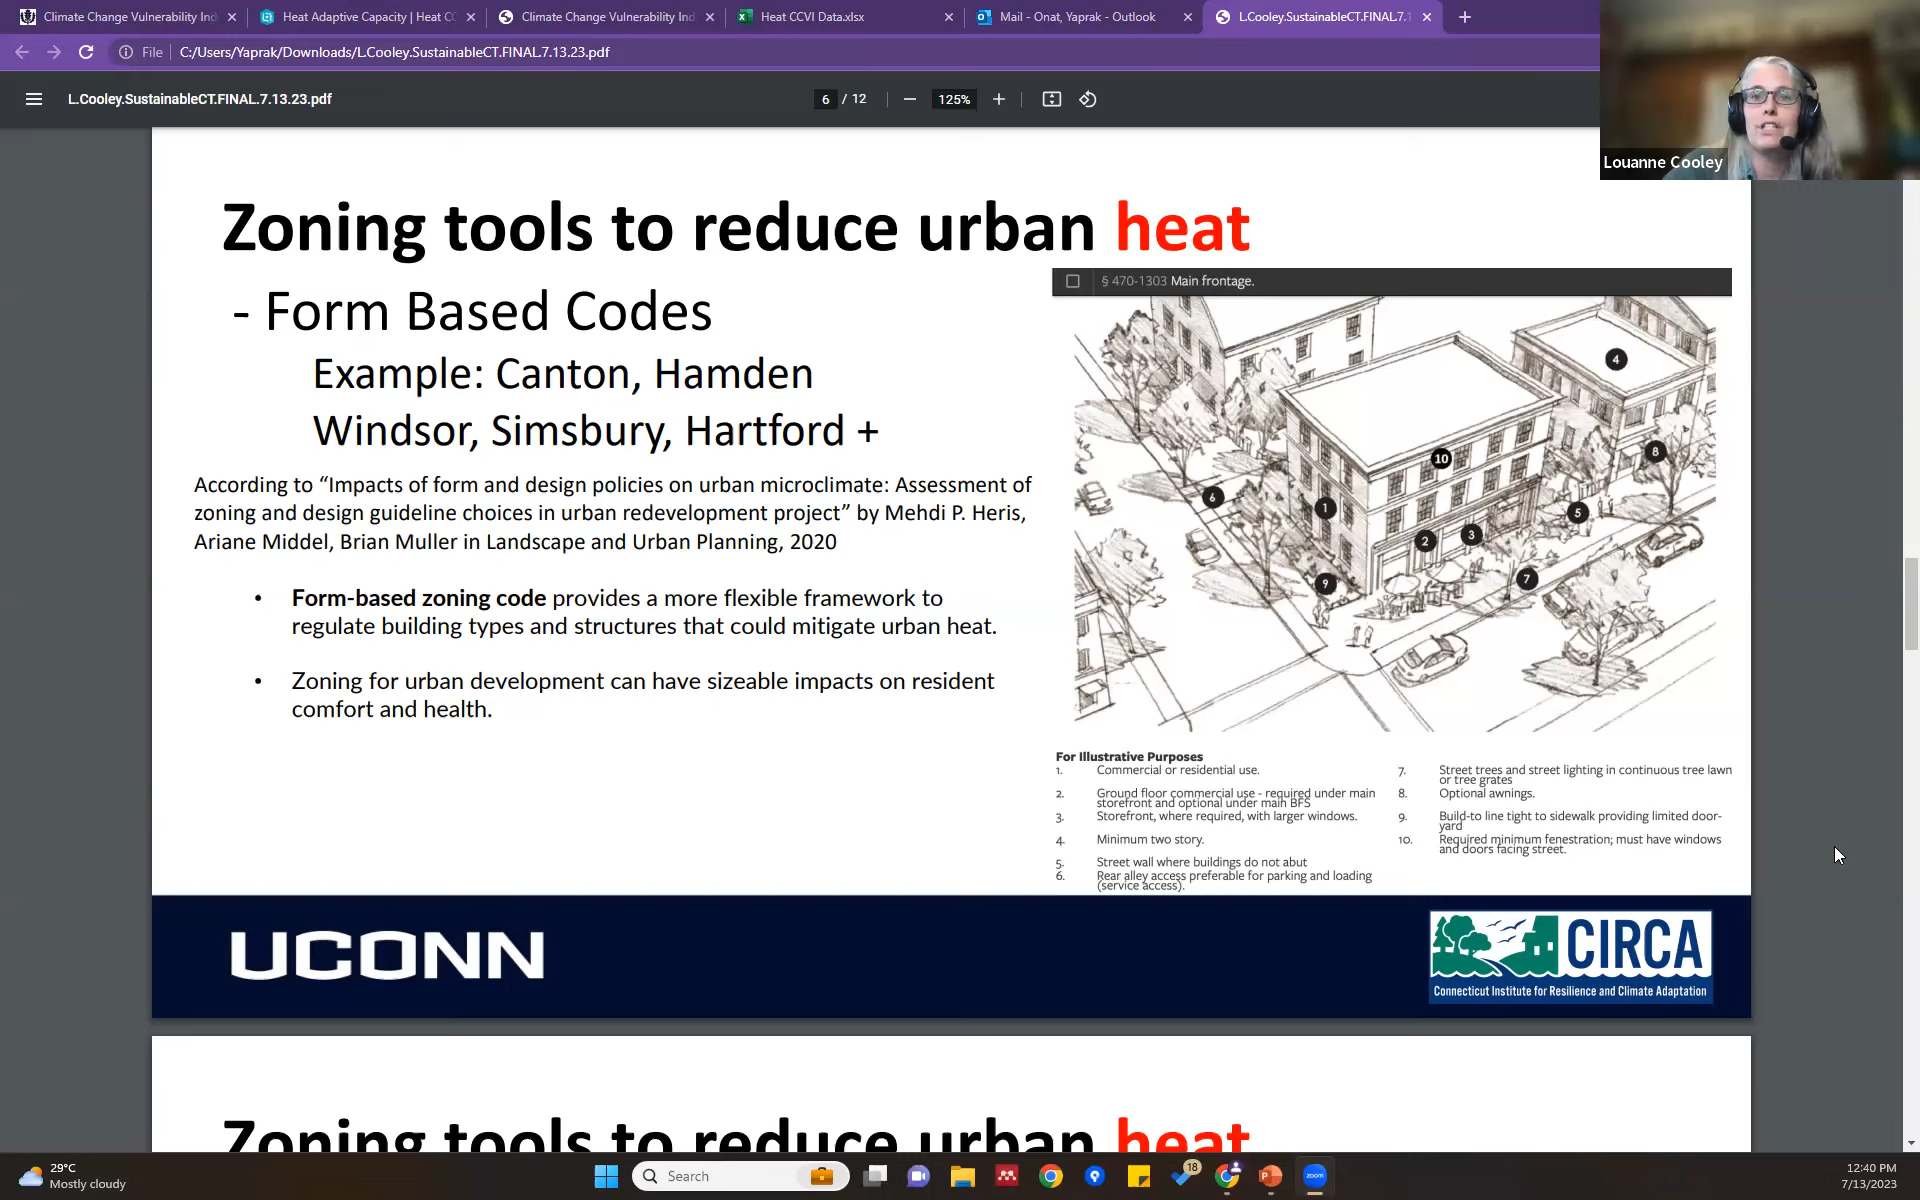 Climate Change Vulnerability Ind
Heat Adaptive Capacity | Heat CC
Climate Change Vulnerability Ind
Heat CCVI Data.xlsx
Mail - Onat, Yaprak - Outlook
L.Cooley.SustainableCT.FINAL.7.1
File
C:/Users/Yaprak/Downloads/L.Cooley.SustainableCT.FINAL.7.13.23.pdf
L.Cooley.SustainableCT.FINAL.7.13.23.pdf
6 / 12
125%
Louanne Cooley
Zoning tools to reduce urban heat
- Form Based Codes
Example: Canton, Hamden
Windsor, Simsbury, Hartford +
According to “Impacts of form and design policies on urban microclimate: Assessment of
zoning and design guideline choices in urban redevelopment project” by Mehdi P. Heris,
Ariane Middel, Brian Muller in Landscape and Urban Planning, 2020
• Form-based zoning code provides a more flexible framework to
regulate building types and structures that could mitigate urban heat.
• Zoning for urban development can have sizeable impacts on resident
comfort and health.
§ 470-1303 Main frontage.
4
10
8
6
1
5
2
3
7
9
For Illustrative Purposes
1. Commercial or residential use.
2. Ground floor commercial use - required under main
storefront and optional under main BFS
3. Storefront, where required, with larger windows.
4. Minimum two story.
5. Street wall where buildings do not abut
6. Rear alley access preferable for parking and loading
(service access).
7. Street trees and street lighting in continuous tree lawn
or tree grates
8. Optional awnings.
9. Build-to line tight to sidewalk providing limited door-
yard
10. Required minimum fenestration; must have windows
and doors facing street.
UCONN
CIRCA
Connecticut Institute for Resilience and Climate Adaptation
Zoning tools to reduce urban heat
29°C
Mostly cloudy
Search
18
zoom
12:40 PM
7/13/2023